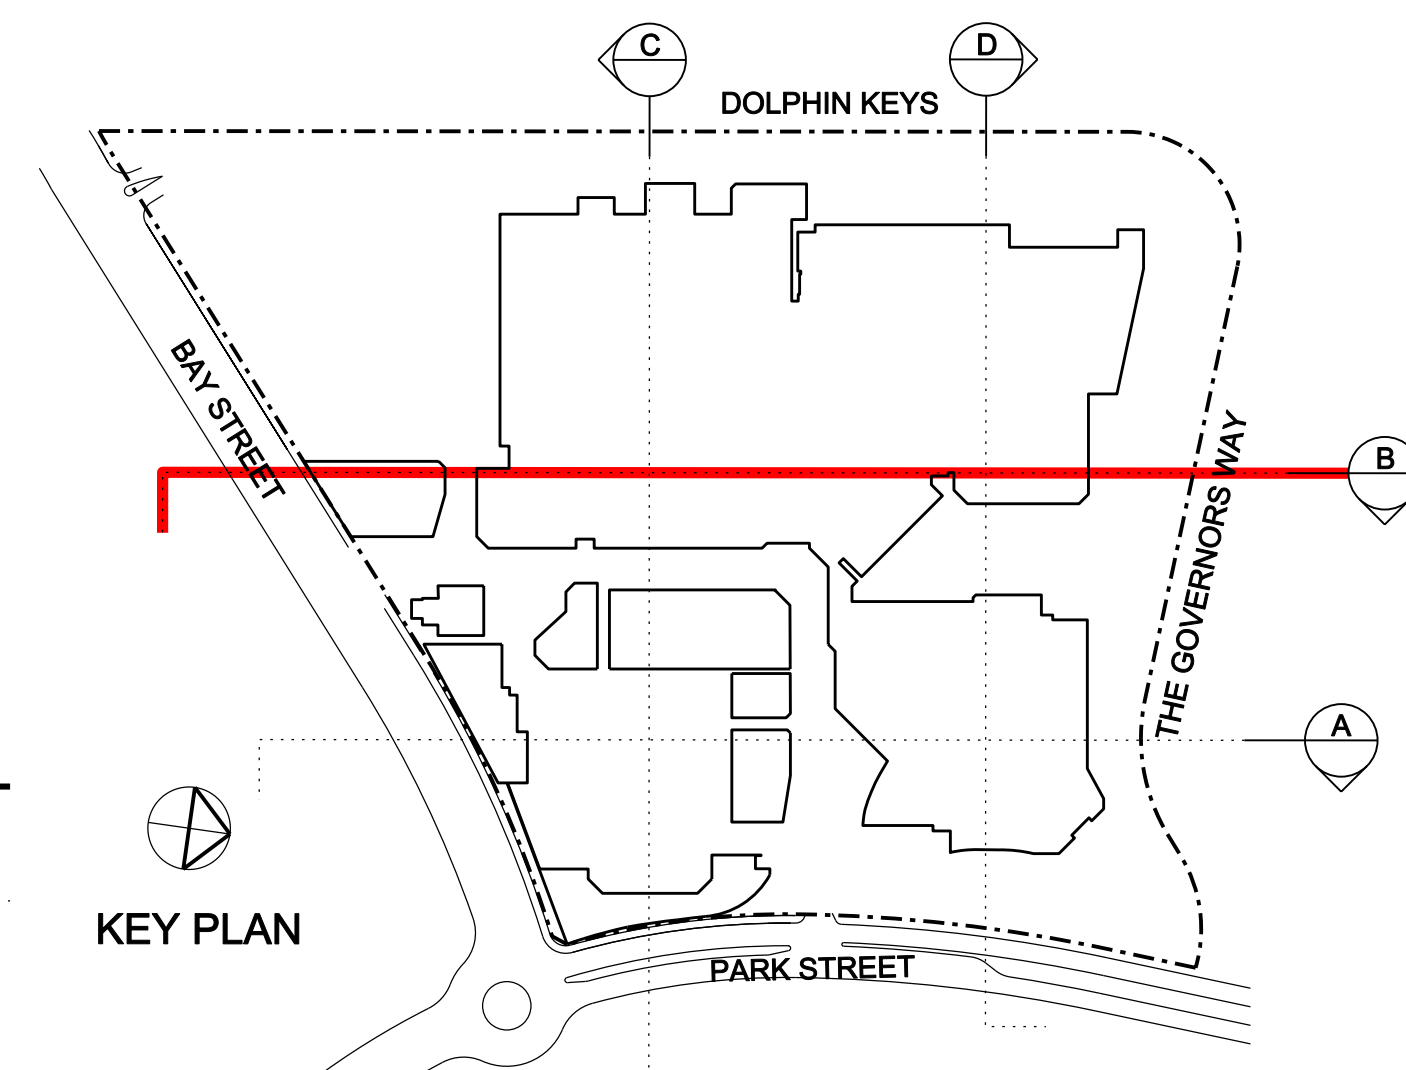 C
D
DOLPHIN KEYS
BAY STREET
B
THE GOVERNORS WAY
A
KEY PLAN
PARK STREET